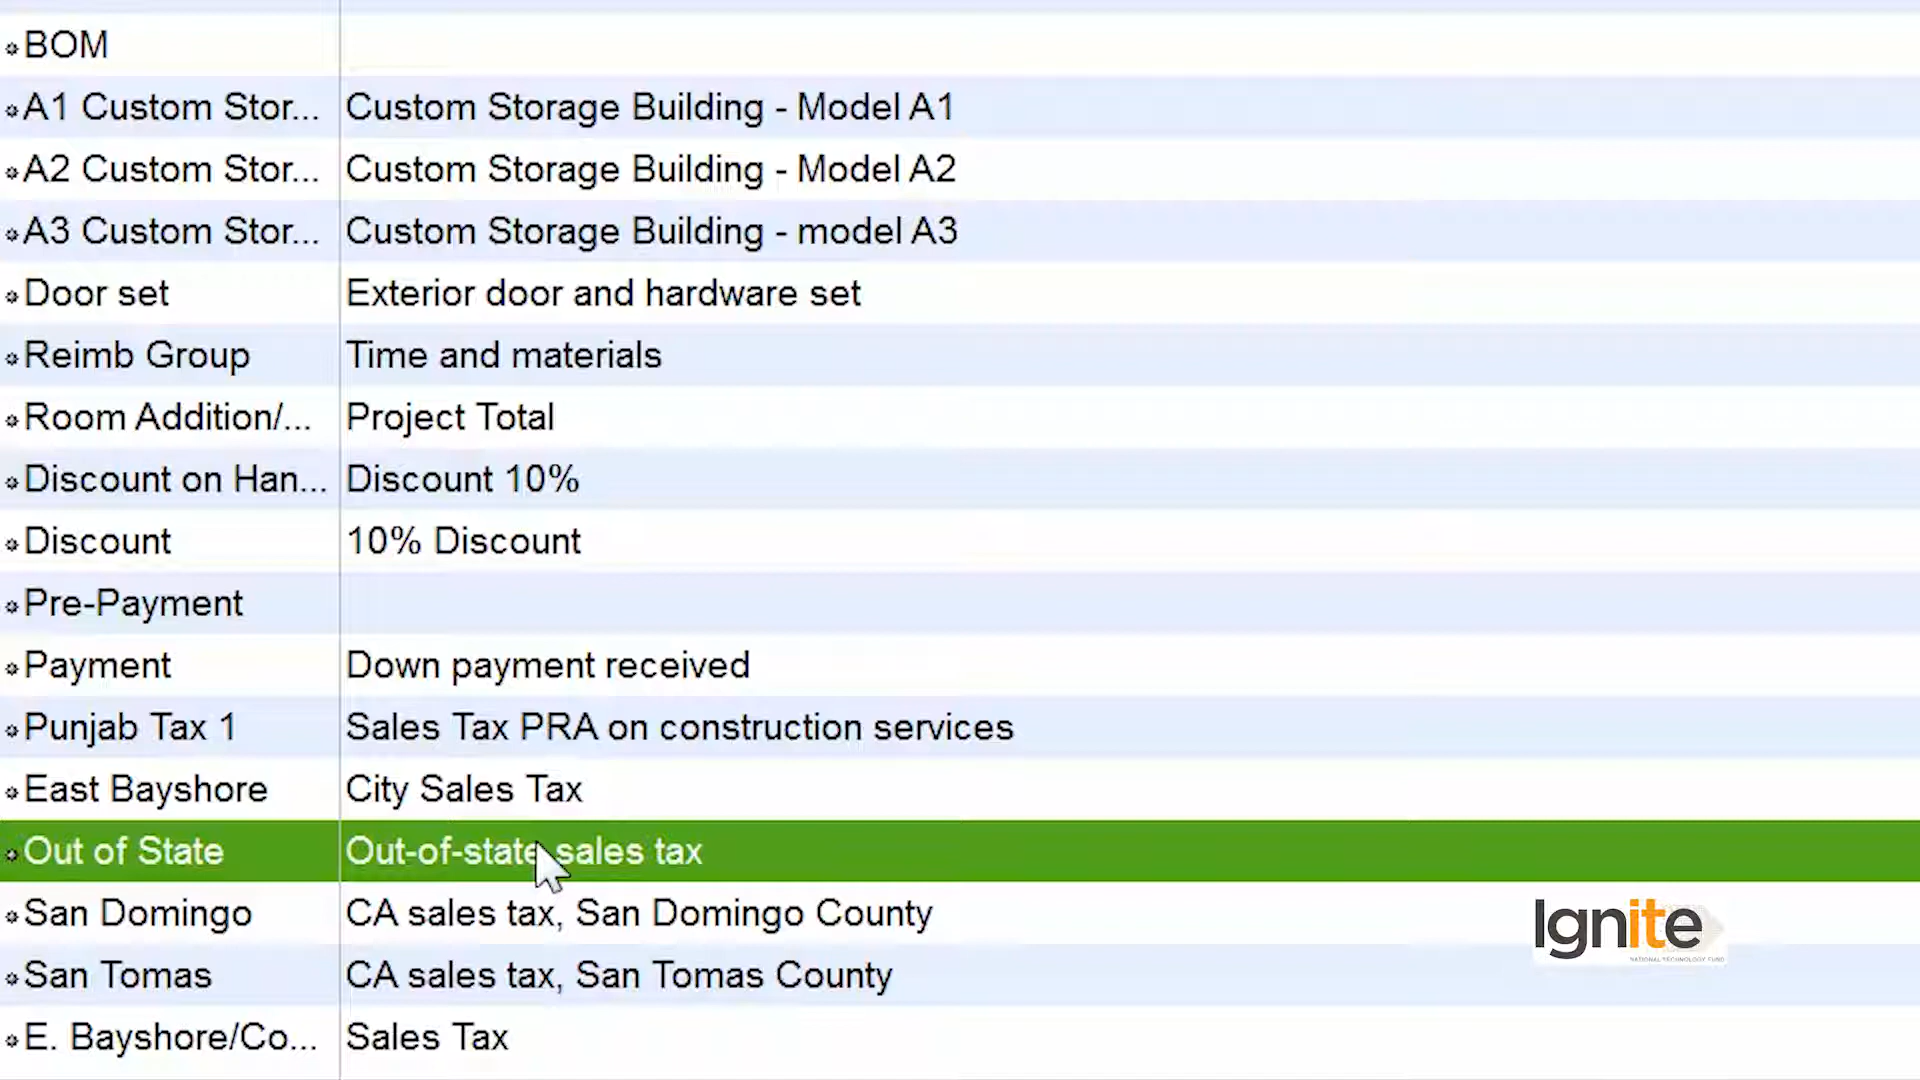 BOM
A1 Custom Stor... Custom Storage Building - Model A1
A2 Custom Stor... Custom Storage Building - Model A2
A3 Custom Stor... Custom Storage Building - model A3
Door set Exterior door and hardware set
Reimb Group Time and materials
Room Addition/... Project Total
Discount on Han... Discount 10%
Discount 10% Discount
Pre-Payment
Payment Down payment received
Punjab Tax 1 Sales Tax PRA on construction services
East Bayshore City Sales Tax
Out of State Out-of-state sales tax
San Domingo CA sales tax, San Domingo County
San Tomas CA sales tax, San Tomas County
E. Bayshore/Co... Sales Tax
Ignite
NATIONAL TECHNOLOGY FUND